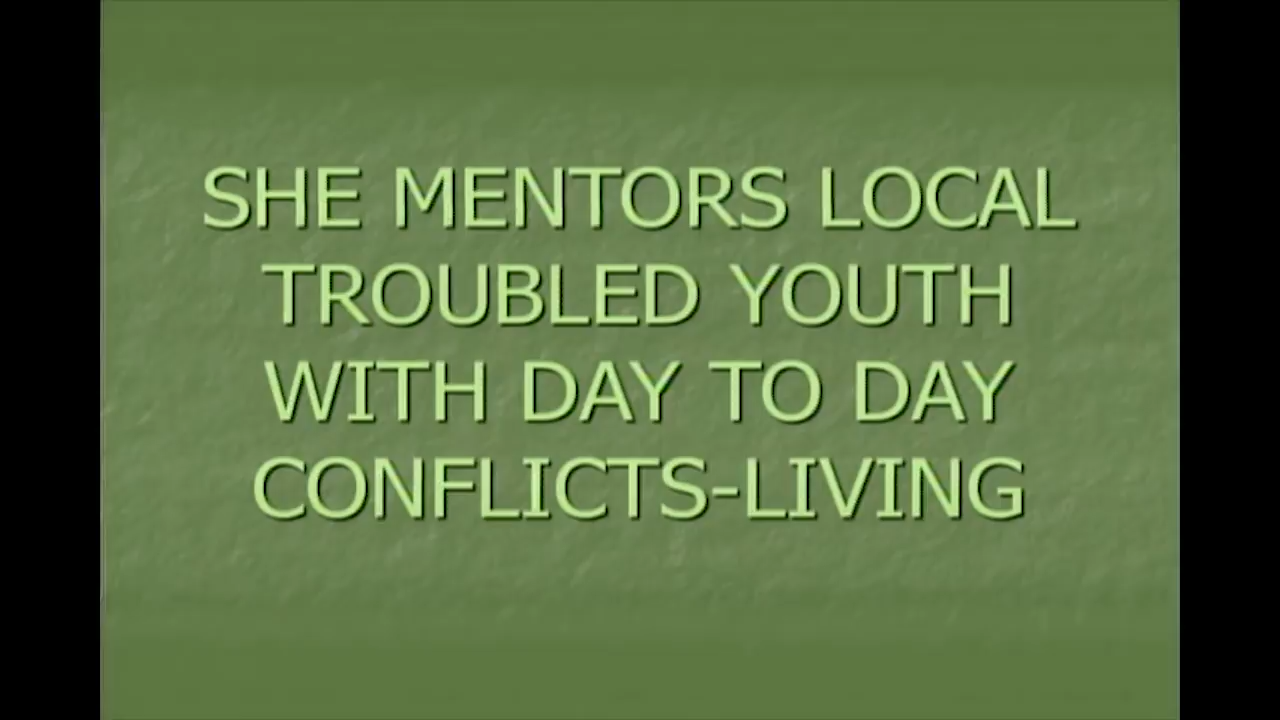 SHE MENTORS LOCAL
TROUBLED YOUTH
WITH DAY TO DAY
CONFLICTS-LIVING